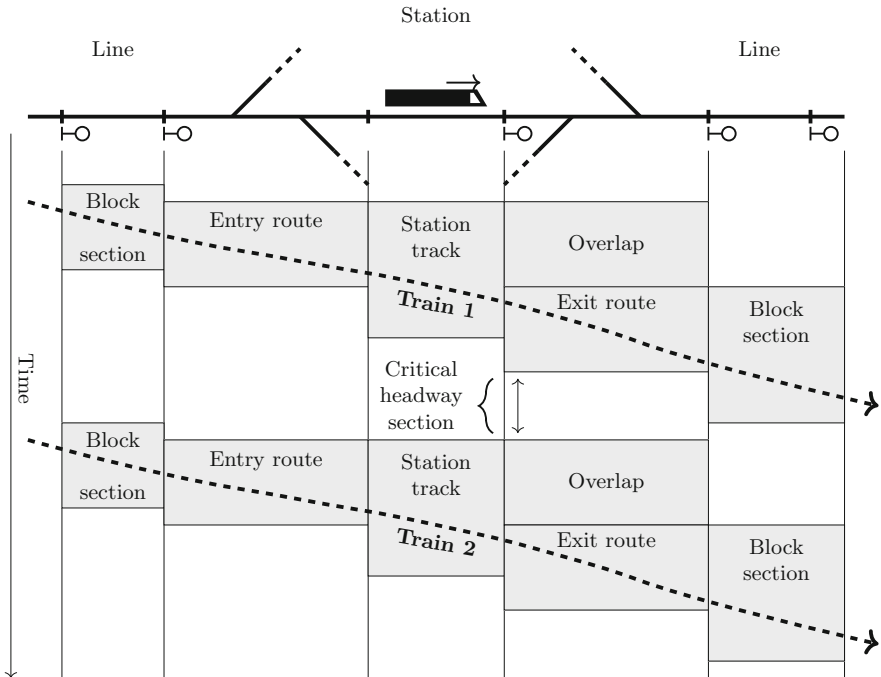 Station
Line
Line
Block
section
Entry route
Station
track
Overlap
Train 1
Exit route
Block
section
Time
Critical
headway
section
Block
section
Entry route
Station
track
Overlap
Train 2
Exit route
Block
section